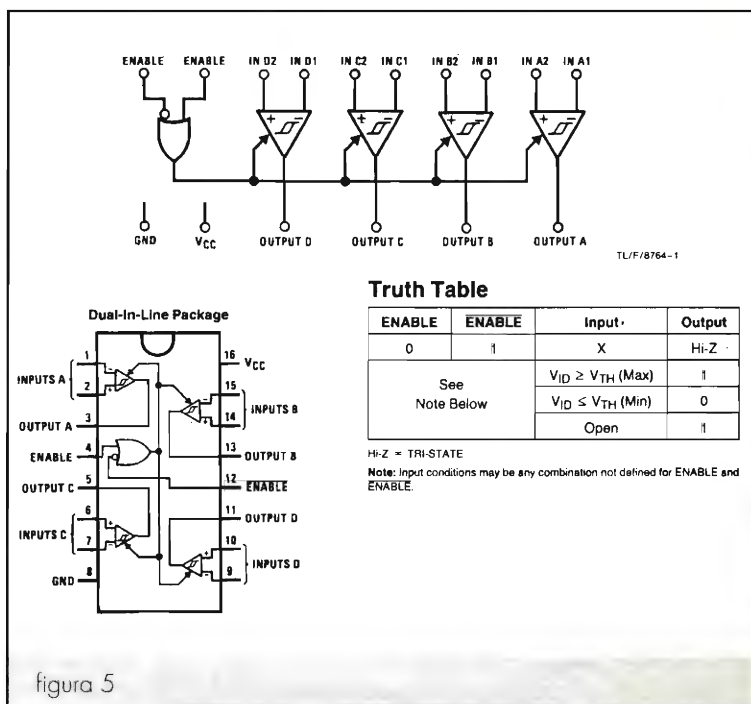 ENABLE ENABLE IN D2 IN D1 IN C2 IN C1 IN B2 IN B1 IN A2 IN A1
+ − + − + − + −
GND VCC OUTPUT D OUTPUT C OUTPUT B OUTPUT A
TL/F/8764-1
Dual-In-Line Package
1 16 VCC
INPUTS A 2 15
14 INPUTS B
OUTPUT A 3
13 OUTPUT B
ENABLE 4
12 ENABLE
OUTPUT C 5
11 OUTPUT D
INPUTS C 6 10
7 9 INPUTS D
GND 8
Truth Table
ENABLE ENABLE Input Output
0 1 X Hi-Z
See
Note Below
VID ≥ VTH (Max) 1
VID ≤ VTH (Min) 0
Open 1
Hi-Z = TRI-STATE
Note: Input conditions may be any combination not defined for ENABLE and
ENABLE.
figura 5